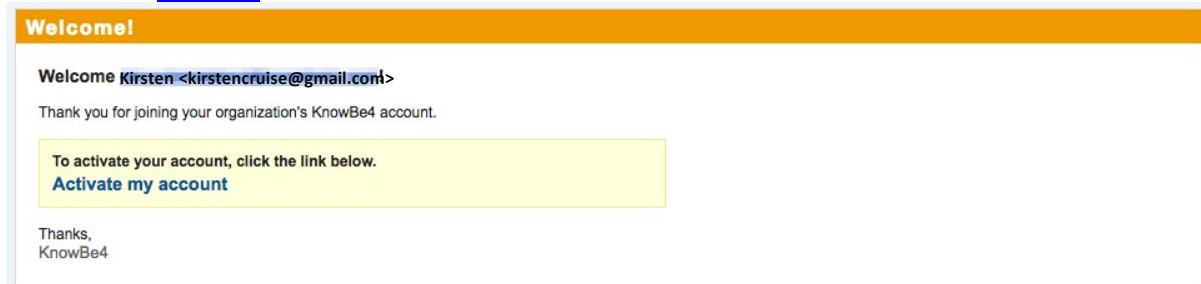 Welcome!
Welcome Kirsten <kirstencruise@gmail.com>
Thank you for joining your organization's KnowBe4 account.
To activate your account, click the link below.
Activate my account
Thanks,
KnowBe4